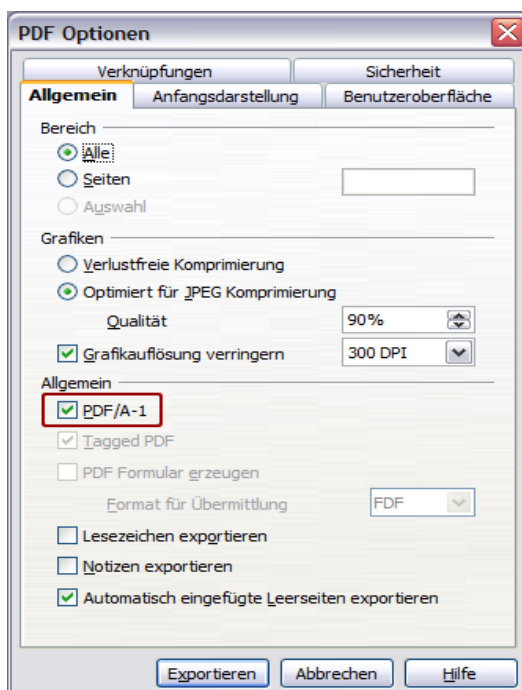 PDF Optionen
Verknüpfungen Sicherheit
Allgemein Anfangsdarstellung Benutzeroberfläche
Bereich
Alle
Seiten
Auswahl
Grafiken
Verlustfreie Komprimierung
Optimiert für JPEG Komprimierung
Qualität 90%
Grafikauflösung verringern 300 DPI
Allgemein
PDF/A-1
Tagged PDF
PDF Formular erzeugen
Format für Übermittlung FDF
Lesezeichen exportieren
Notizen exportieren
Automatisch eingefügte Leerseiten exportieren
Exportieren Abbrechen Hilfe